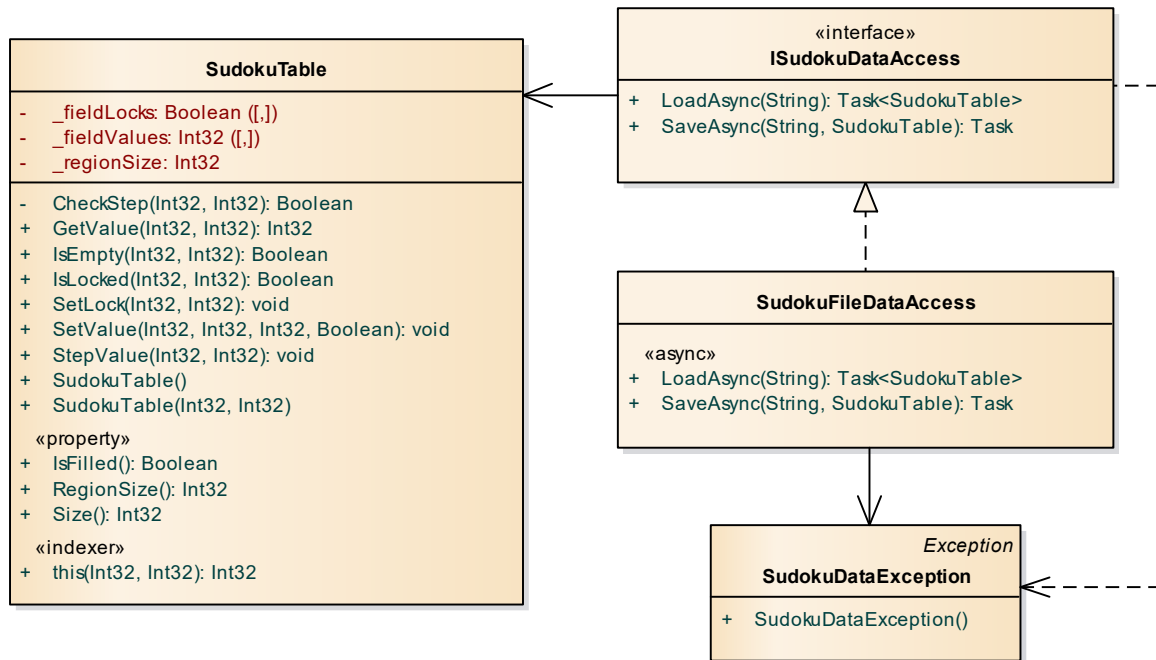 SudokuTable
- _fieldLocks: Boolean ([,])
- _fieldValues: Int32 ([,])
- _regionSize: Int32
- CheckStep(Int32, Int32): Boolean
+ GetValue(Int32, Int32): Int32
+ IsEmpty(Int32, Int32): Boolean
+ IsLocked(Int32, Int32): Boolean
+ SetLock(Int32, Int32): void
+ SetValue(Int32, Int32, Int32, Boolean): void
+ StepValue(Int32, Int32): void
+ SudokuTable()
+ SudokuTable(Int32, Int32)
«property»
+ IsFilled(): Boolean
+ RegionSize(): Int32
+ Size(): Int32
«indexer»
+ this(Int32, Int32): Int32
«interface»
ISudokuDataAccess
+ LoadAsync(String): Task<SudokuTable>
+ SaveAsync(String, SudokuTable): Task
SudokuFileDataAccess
«async»
+ LoadAsync(String): Task<SudokuTable>
+ SaveAsync(String, SudokuTable): Task
Exception
SudokuDataException
+ SudokuDataException()